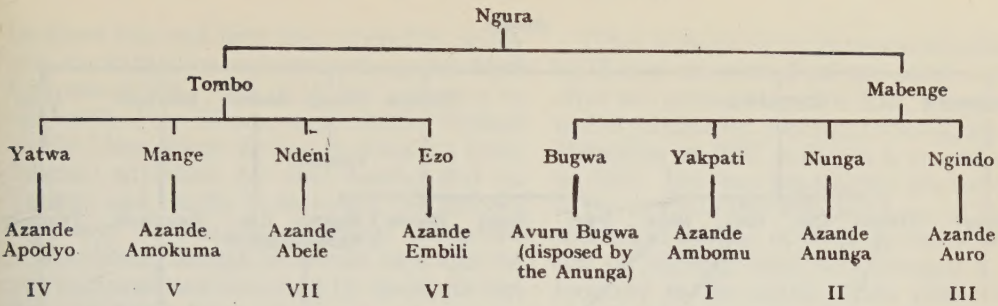 Ngura
Tombo Mabenge
Yatwa Mange Ndeni Ezo Bugwa Yakpati Nunga Ngindo
Azande Azande Azande Azande Avuru Bugwa Azande Azande Azande
Apodyo Amokuma Abele Embili (disposed by Ambomu Anunga Auro
the Anunga)
IV V VII VI I II III